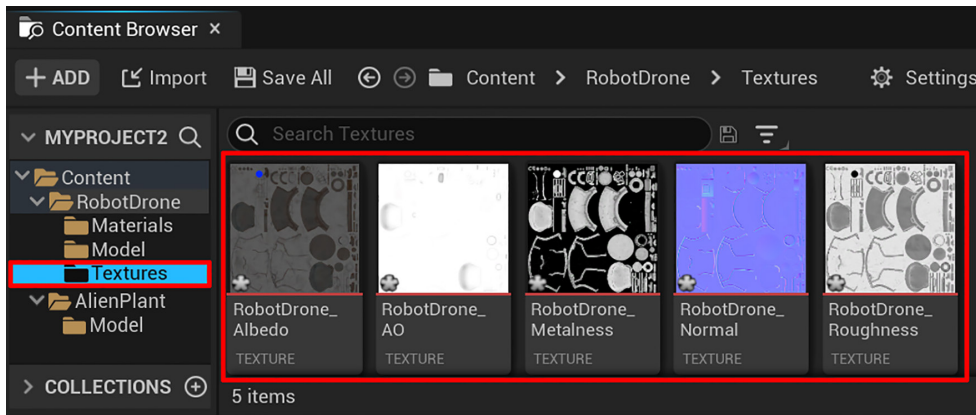 Content Browser ×
+ ADD Import Save All Content > RobotDrone > Textures Settings
MYPROJECT2
Search Textures
Content
RobotDrone
Materials
Model
Textures
AlienPlant
Model
COLLECTIONS
RobotDrone_
Albedo
TEXTURE
RobotDrone_
AO
TEXTURE
RobotDrone_
Metalness
TEXTURE
RobotDrone_
Normal
TEXTURE
RobotDrone_
Roughness
TEXTURE
5 items